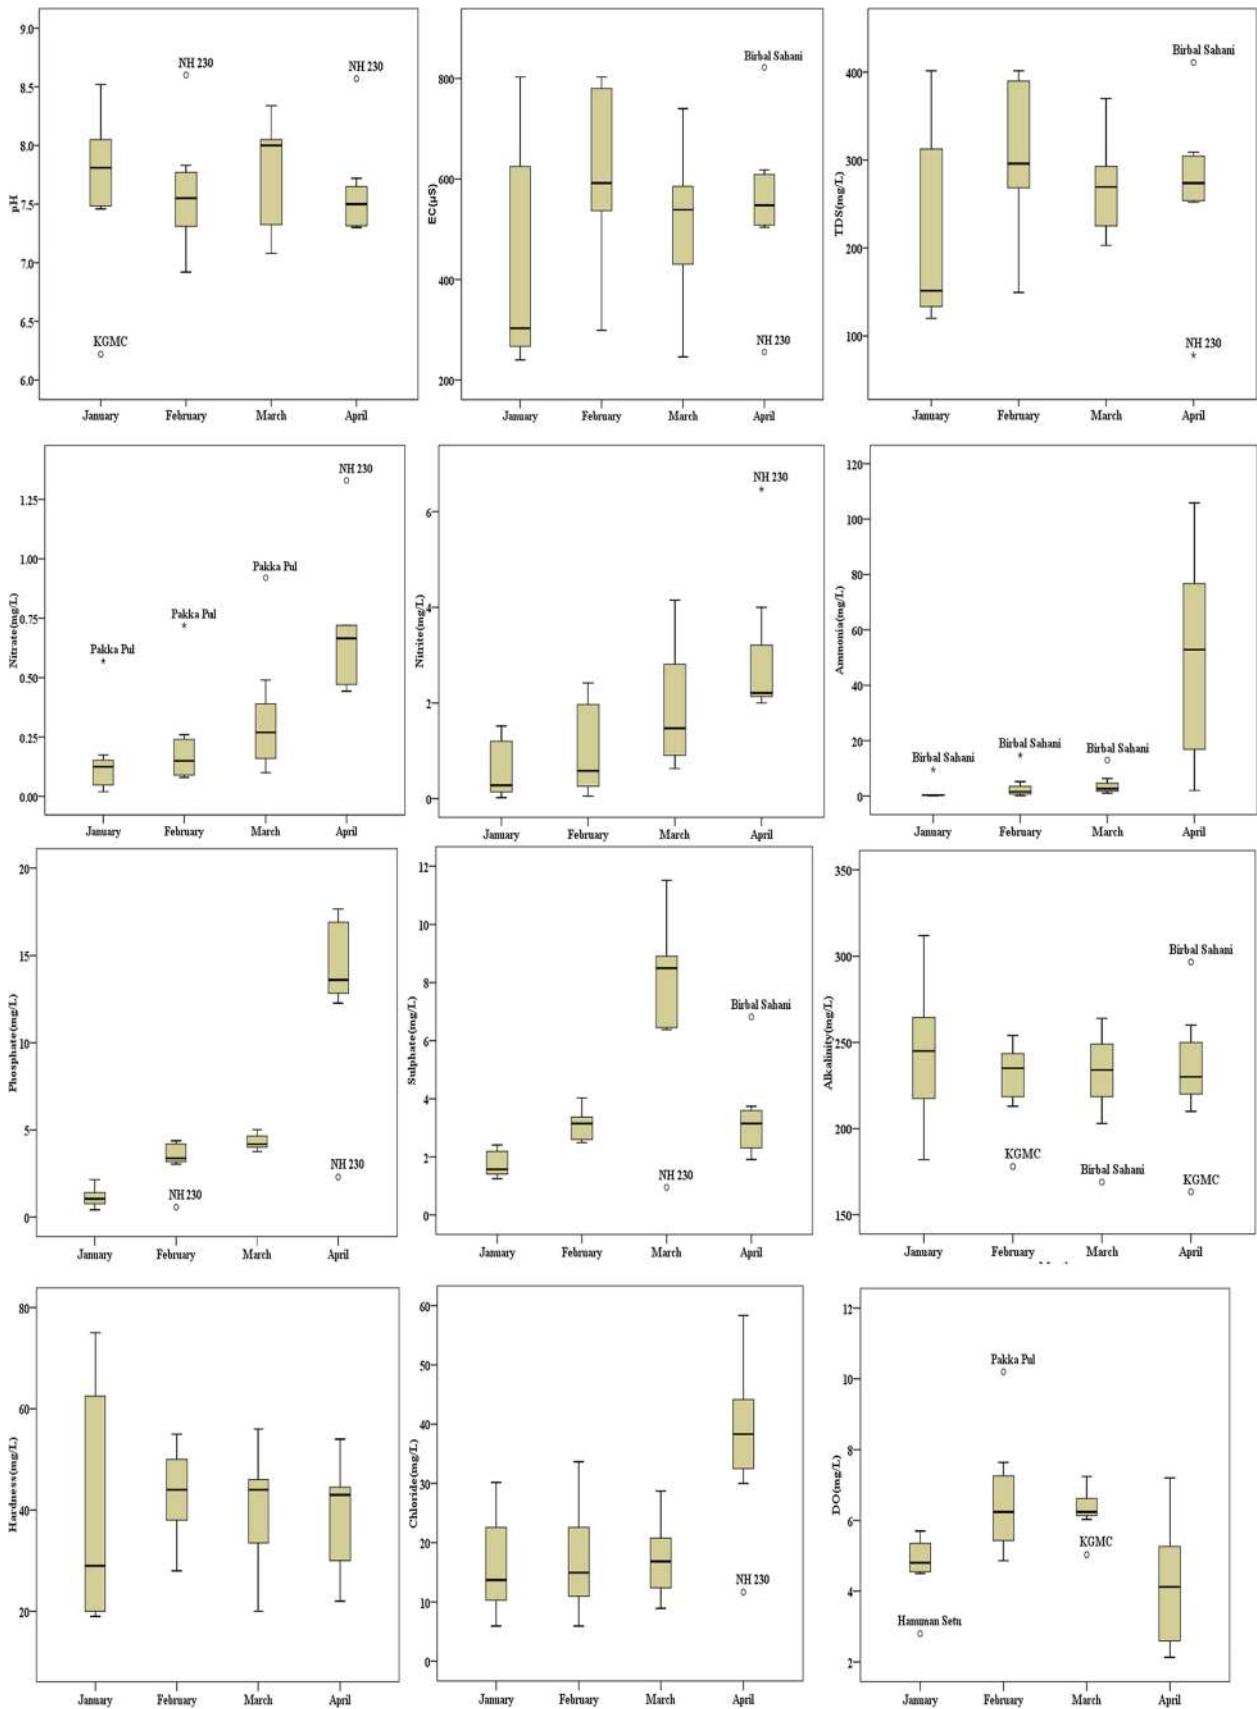 9.0
8.5
8.0
7.5
7.0
6.5
6.0
pH
NH 230
NH 230
KGMC
January February March April
800
600
400
200
EC(µS)
Birbal Sahani
NH 230
January February March April
400
300
200
100
TDS(mg/L)
Birbal Sahani
NH 230
January February March April
1.25
1.00
0.75
0.50
0.25
0.00
Nitrate(mg/L)
NH 230
Pakka Pul
Pakka Pul
Pakka Pul
January February March April
6
4
2
0
Nitrite(mg/L)
NH 230
January February March April
120
100
80
60
40
20
0
Ammonia(mg/L)
Birbal Sahani
Birbal Sahani
Birbal Sahani
January February March April
20
15
10
5
0
Phosphate(mg/L)
NH 230
NH 230
January February March April
12
10
8
6
4
2
0
Sulphate(mg/L)
Birbal Sahani
NH 230
January February March April
350
300
250
200
150
Alkalinity(mg/L)
Birbal Sahani
KGMC
Birbal Sahani
KGMC
January February March April
80
60
40
20
Hardness(mg/L)
January February March April
60
50
40
30
20
10
0
Chloride(mg/L)
NH 230
January February March April
12
10
8
6
4
2
DO(mg/L)
Pakka Pul
KGMC
Hanuman Setu
January February March April